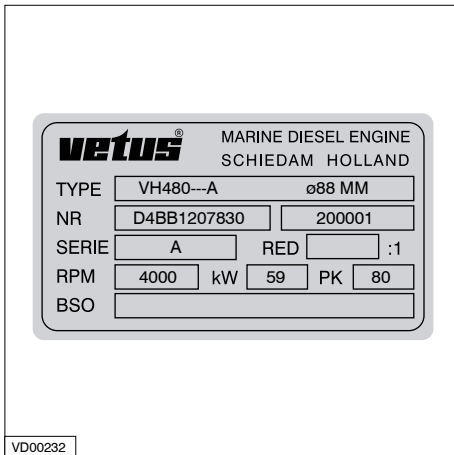 vetus® MARINE DIESEL ENGINE
SCHIEDAM HOLLAND
TYPE VH480---A ø88 MM
NR D4BB1207830 200001
SERIE A RED :1
RPM 4000 kW 59 PK 80
BSO
VD00232